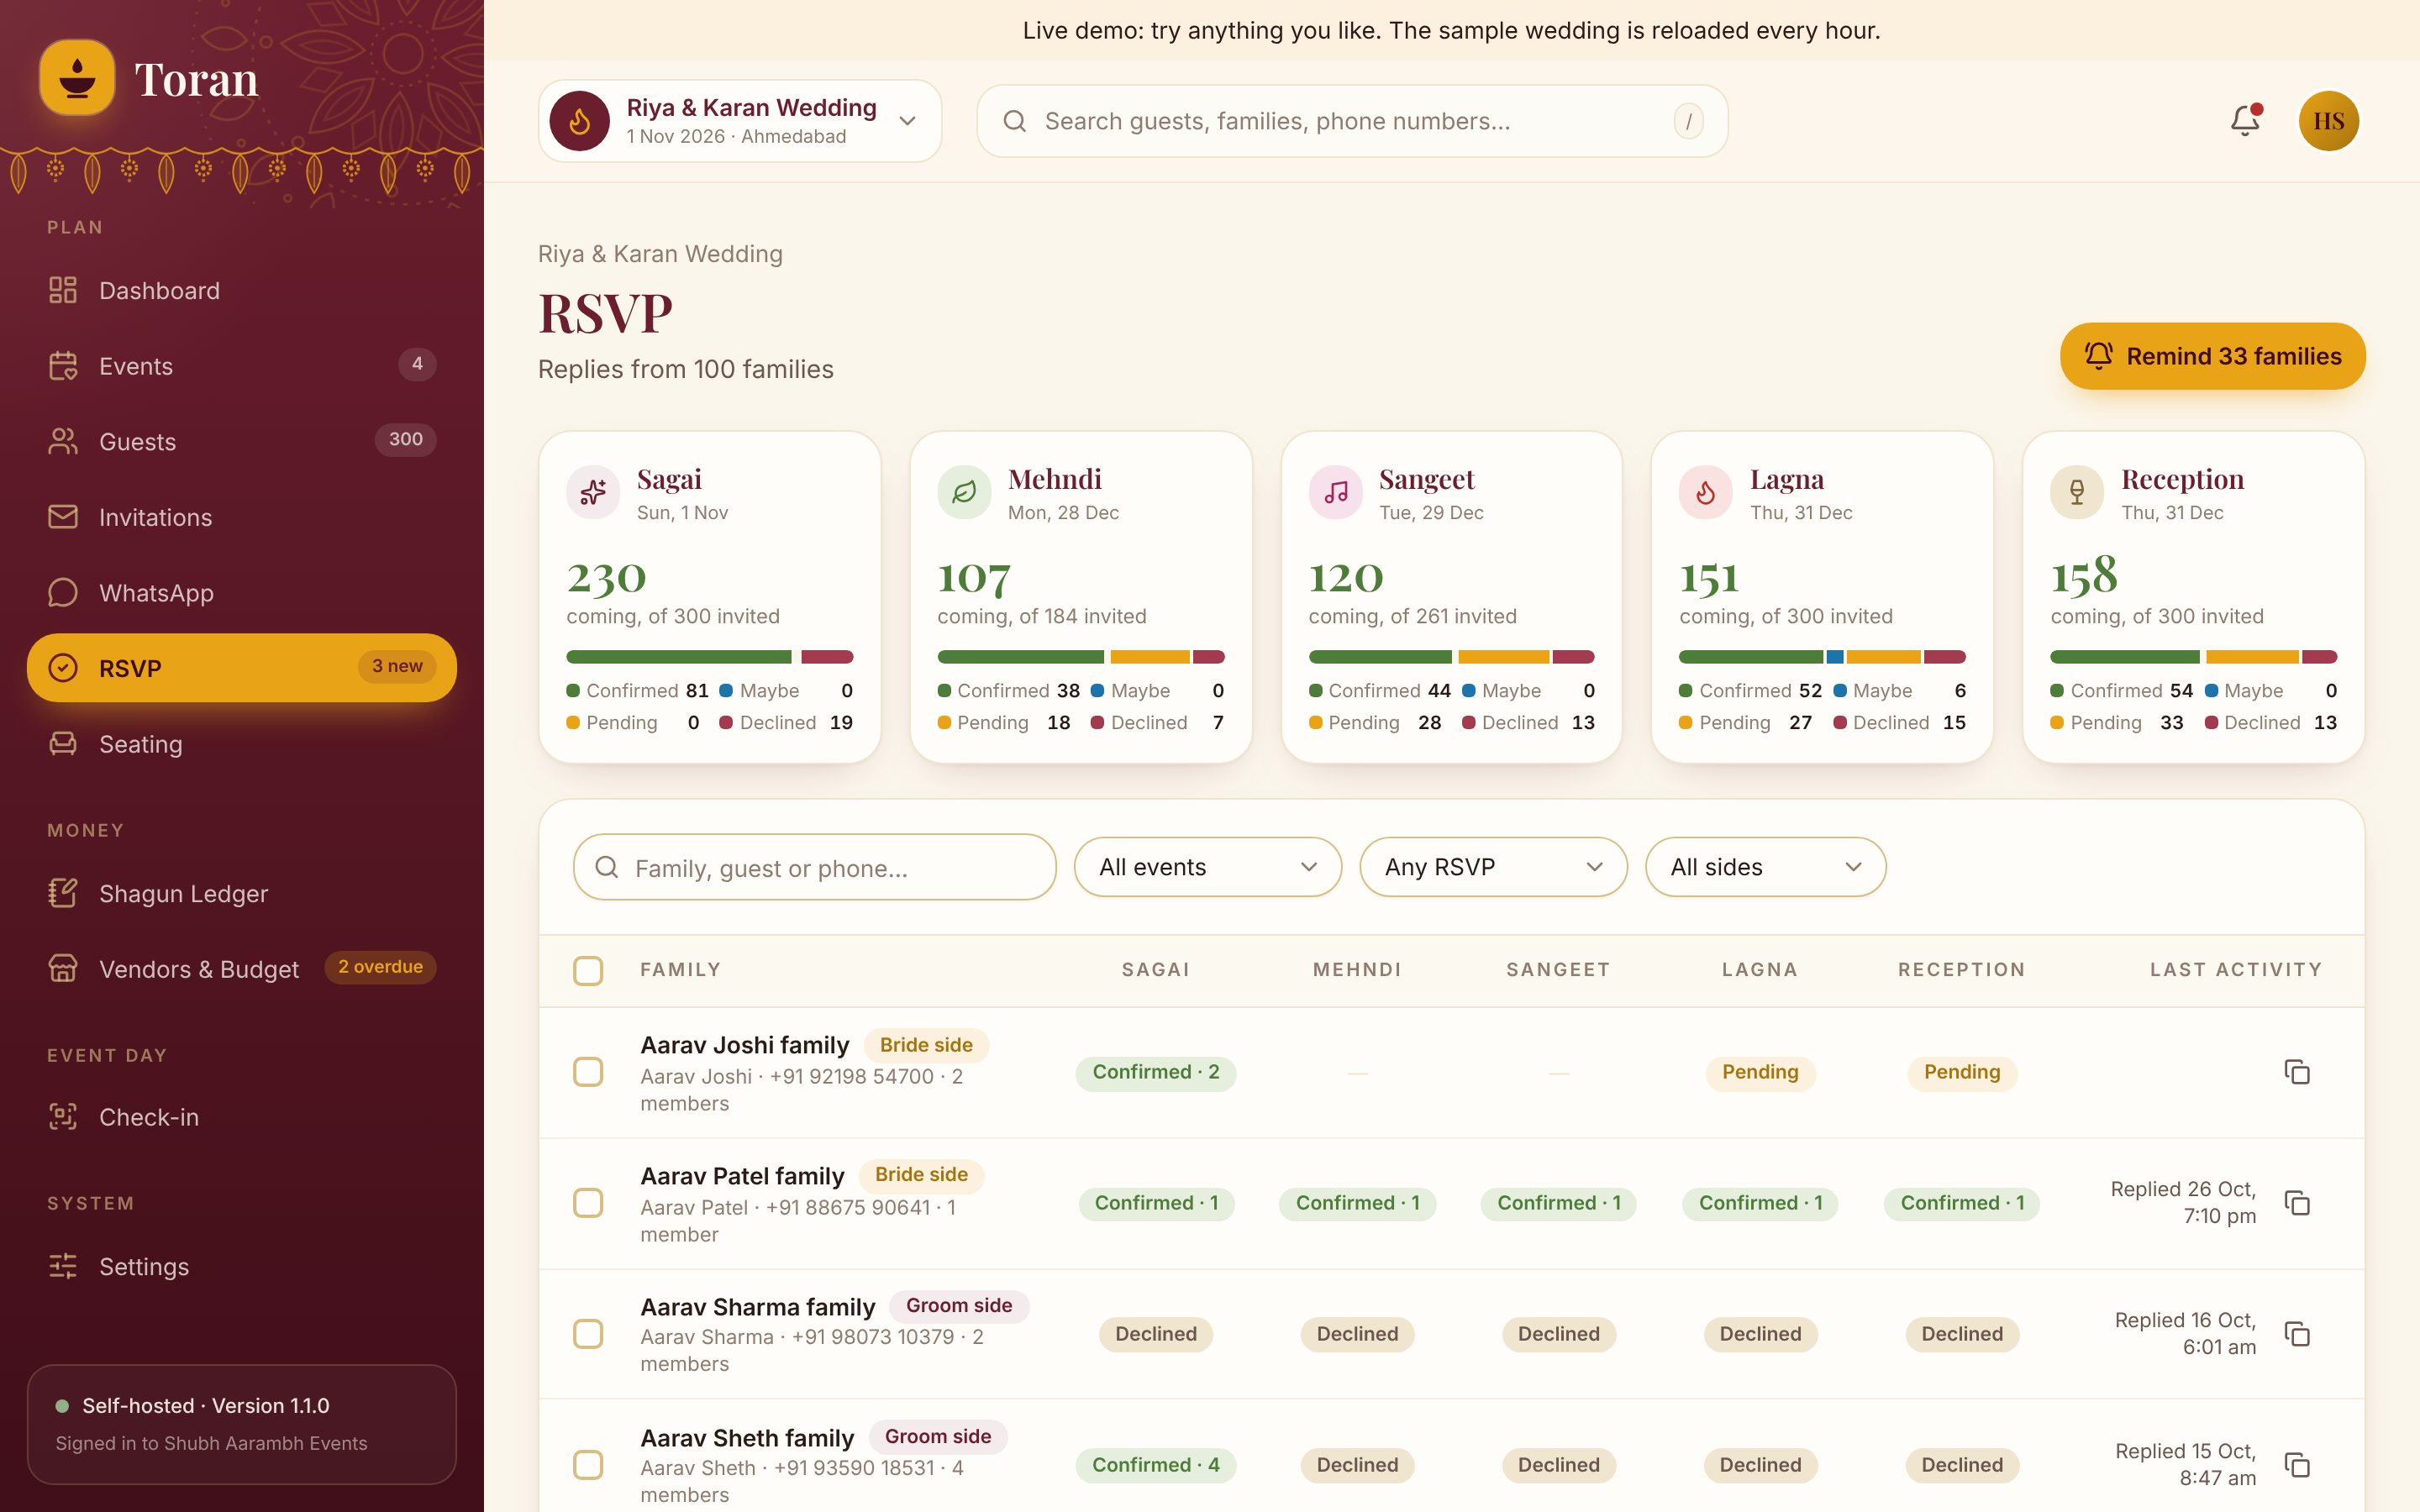 Toran
PLAN
Dashboard
Events 4
Guests 300
Invitations
WhatsApp
RSVP 3 new
Seating
MONEY
Shagun Ledger
Vendors & Budget 2 overdue
EVENT DAY
Check-in
SYSTEM
Settings
Self-hosted · Version 1.1.0
Signed in to Shubh Aarambh Events
Live demo: try anything you like. The sample wedding is reloaded every hour.
Riya & Karan Wedding
1 Nov 2026 · Ahmedabad
Search guests, families, phone numbers...
/
HS
Riya & Karan Wedding
RSVP
Replies from 100 families
Remind 33 families
Sagai
Sun, 1 Nov
230
coming, of 300 invited
Confirmed 81 Maybe 0
Pending 0 Declined 19
Mehndi
Mon, 28 Dec
107
coming, of 184 invited
Confirmed 38 Maybe 0
Pending 18 Declined 7
Sangeet
Tue, 29 Dec
120
coming, of 261 invited
Confirmed 44 Maybe 0
Pending 28 Declined 13
Lagna
Thu, 31 Dec
151
coming, of 300 invited
Confirmed 52 Maybe 6
Pending 27 Declined 15
Reception
Thu, 31 Dec
158
coming, of 300 invited
Confirmed 54 Maybe 0
Pending 33 Declined 13
Family, guest or phone...
All events
Any RSVP
All sides
FAMILY SAGAI MEHNDI SANGEET LAGNA RECEPTION LAST ACTIVITY
Aarav Joshi family Bride side
Aarav Joshi · +91 92198 54700 · 2
members
Confirmed · 2 — — Pending Pending
Aarav Patel family Bride side
Aarav Patel · +91 88675 90641 · 1
member
Confirmed · 1 Confirmed · 1 Confirmed · 1 Confirmed · 1 Confirmed · 1
Replied 26 Oct,
7:10 pm
Aarav Sharma family Groom side
Aarav Sharma · +91 98073 10379 · 2
members
Declined Declined Declined Declined Declined
Replied 16 Oct,
6:01 am
Aarav Sheth family Groom side
Aarav Sheth · +91 93590 18531 · 4
members
Confirmed · 4 Declined Declined Declined Declined
Replied 15 Oct,
8:47 am